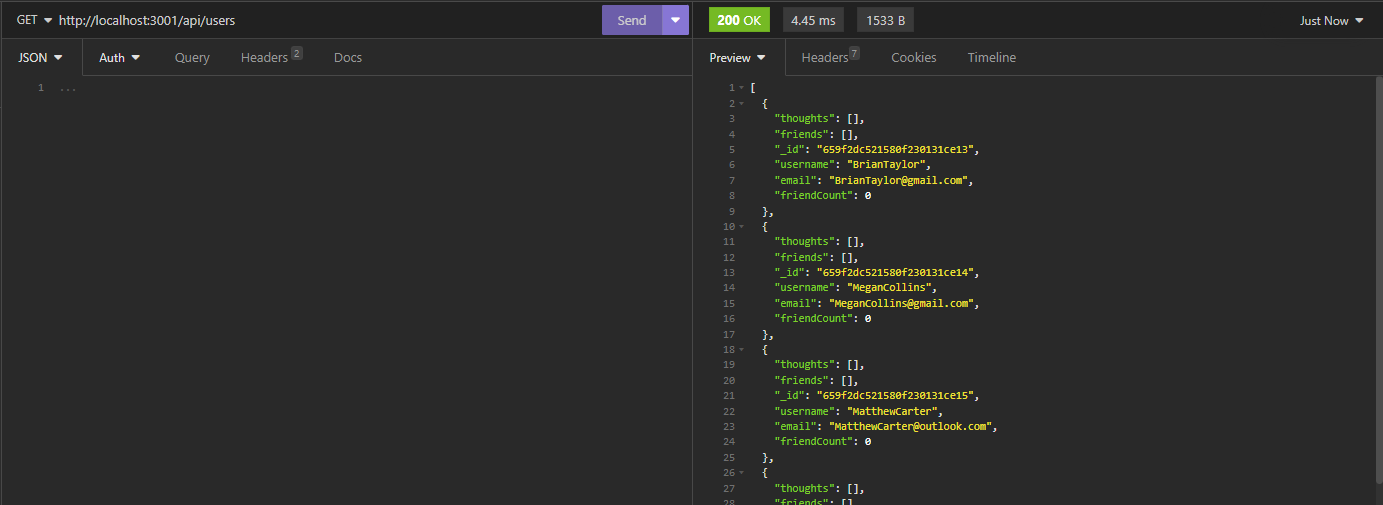 GET http://localhost:3001/api/users Send
200 OK 4.45 ms 1533 B Just Now
JSON Auth Query Headers 2 Docs
Preview Headers 7 Cookies Timeline
1 ...
1 [
2 {
3 "thoughts": [],
4 "friends": [],
5 "_id": "659f2dc521580f230131ce13",
6 "username": "BrianTaylor",
7 "email": "BrianTaylor@gmail.com",
8 "friendCount": 0
9 },
10 {
11 "thoughts": [],
12 "friends": [],
13 "_id": "659f2dc521580f230131ce14",
14 "username": "MeganCollins",
15 "email": "MeganCollins@gmail.com",
16 "friendCount": 0
17 },
18 {
19 "thoughts": [],
20 "friends": [],
21 "_id": "659f2dc521580f230131ce15",
22 "username": "MatthewCarter",
23 "email": "MatthewCarter@outlook.com",
24 "friendCount": 0
25 },
26 {
27 "thoughts": [],
28 "friends": []